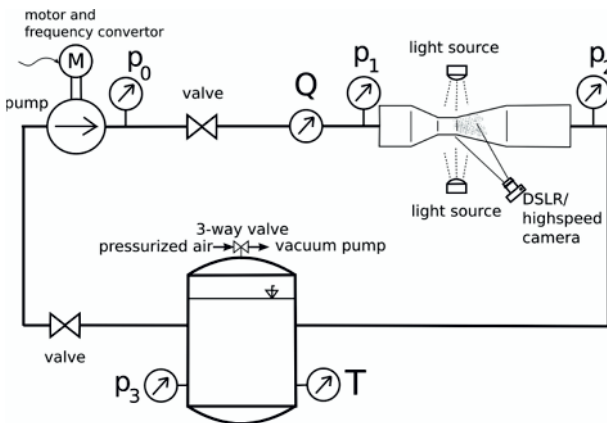 motor and
frequency convertor
M
pump
p0
valve
Q
p1
light source
p2
light source
DSLR/
highspeed
camera
3-way valve
pressurized air
vacuum pump
valve
p3
T